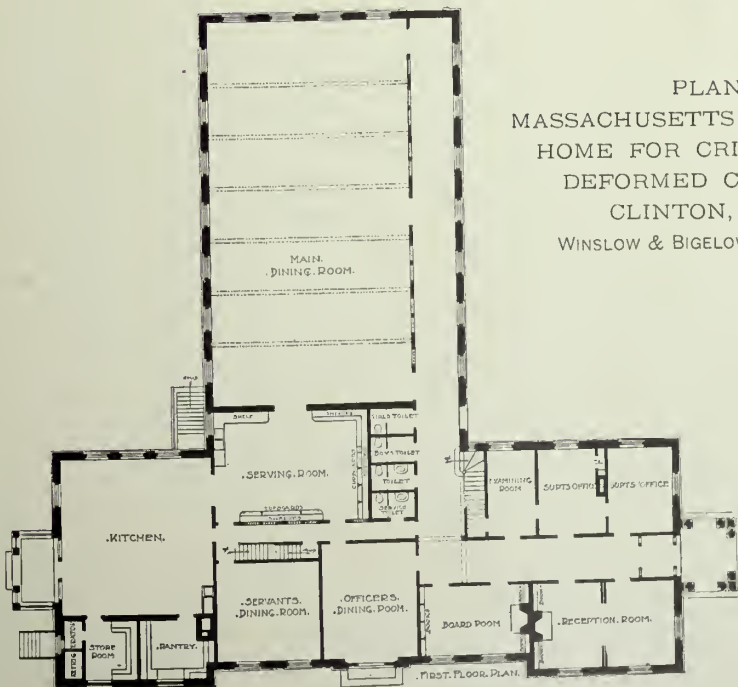 PLAN
MASSACHUSETTS
HOME FOR CRI
DEFORMED C
CLINTON,
WINSLOW & BIGELOW
MAIN.
.DINING.ROOM.
SHELF
SHELVES
GIRLS TOILET
BOYS TOILET
TOILET
SERVICE
TOILET
.SERVING.ROOM.
CUPBOARDS
EXAMINING
ROOM
SUPTS OFFICE
SUPTS OFFICE
.KITCHEN.
SERVANTS.
DINING.ROOM.
OFFICERS.
DINING.ROOM.
BOARD ROOM
.RECEPTION.ROOM.
STORE
ROOM
.PANTRY.
.FIRST.FLOOR.PLAN.